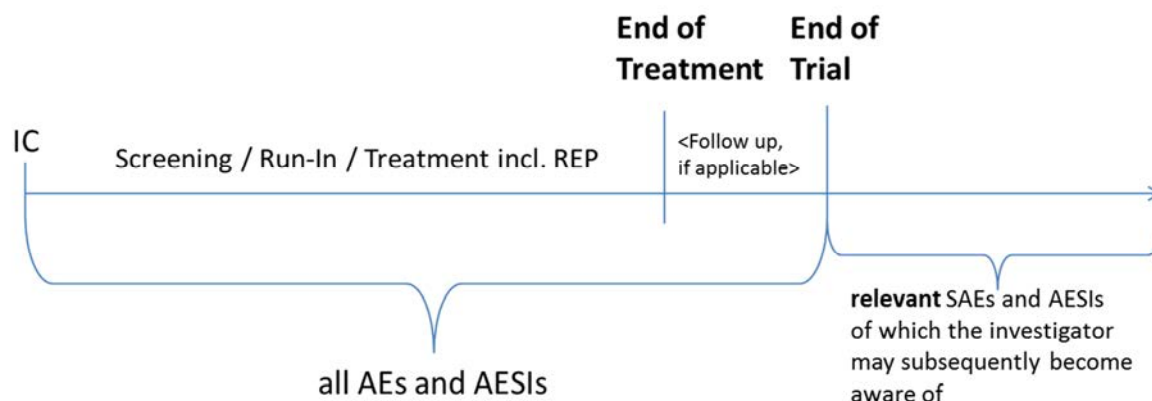 End of
Treatment
End of
Trial
IC
Screening / Run-In / Treatment incl. REP
<Follow up,
if applicable>
all AEs and AESIs
relevant SAEs and AESIs
of which the investigator
may subsequently become
aware of